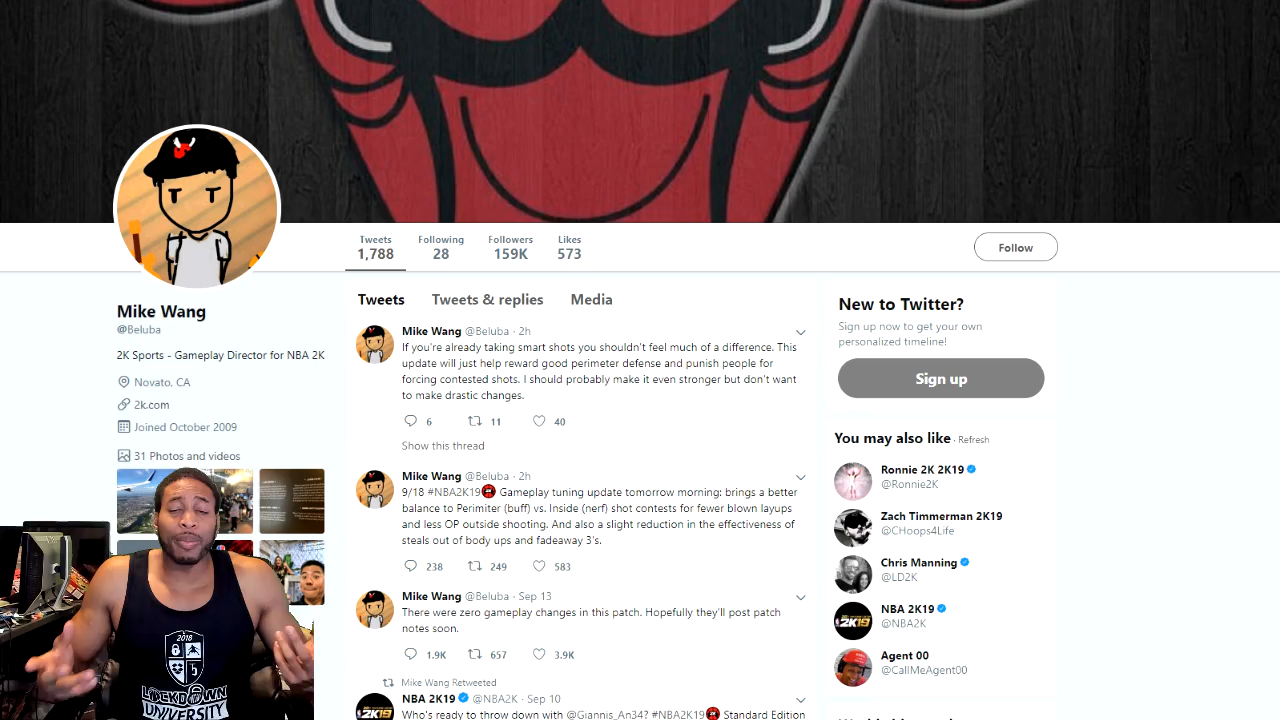 Tweets
1,788
Following
28
Followers
159K
Likes
573
Follow
Mike Wang
@Beluba
2K Sports - Gameplay Director for NBA 2K
Novato, CA
2k.com
Joined October 2009
31 Photos and videos
2018
LOCKDOWN
UNIVERSITY
Tweets Tweets & replies Media
Mike Wang @Beluba · 2h
If you're already taking smart shots you shouldn't feel much of a difference. This
update will just help reward good perimeter defense and punish people for
forcing contested shots. I should probably make it even stronger but don't want
to make drastic changes.
6 11 40
Show this thread
Mike Wang @Beluba · 2h
9/18 #NBA2K19 Gameplay tuning update tomorrow morning: brings a better
balance to Perimiter (buff) vs. Inside (nerf) shot contests for fewer blown layups
and less OP outside shooting. And also a slight reduction in the effectiveness of
steals out of body ups and fadeaway 3's.
238 249 583
Mike Wang @Beluba · Sep 13
There were zero gameplay changes in this patch. Hopefully they'll post patch
notes soon.
1.9K 657 3.9K
Mike Wang Retweeted
NBA 2K19 @NBA2K · Sep 10
Who's ready to throw down with @Giannis_An34? #NBA2K19 Standard Edition
2K19
New to Twitter?
Sign up now to get your own
personalized timeline!
Sign up
You may also like · Refresh
Ronnie 2K 2K19
@Ronnie2K
Zach Timmerman 2K19
@CHoops4Life
Chris Manning
@LD2K
NBA 2K19
@NBA2K
2K19
Agent 00
@CallMeAgent00